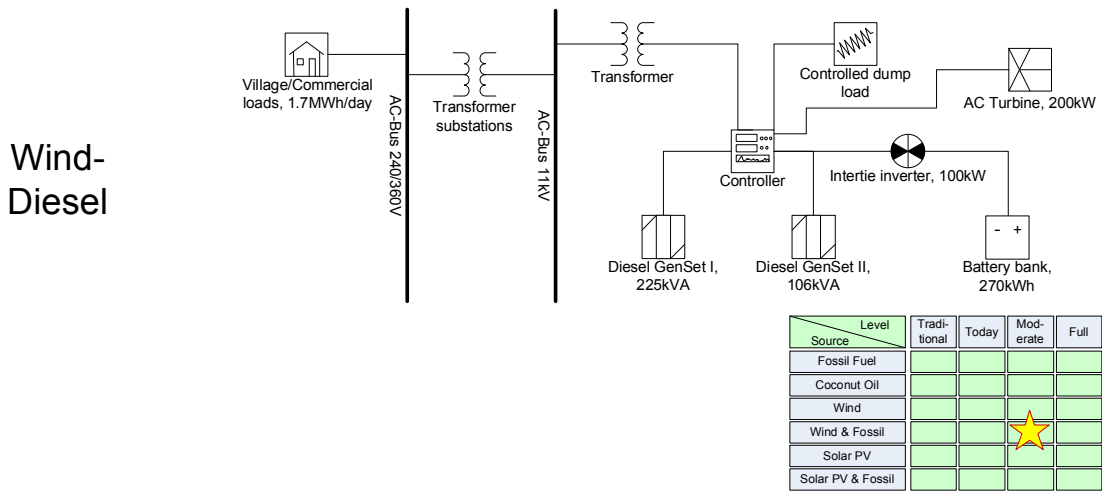 Wind-
Diesel
Village/Commercial
loads, 1.7MWh/day
AC-Bus 240/360V
Transformer
substations
AC-Bus 11kV
Transformer
Controlled dump
load
AC Turbine, 200kW
Controller
Intertie inverter, 100kW
Diesel GenSet I,
225kVA
Diesel GenSet II,
106kVA
- +
Battery bank,
270kWh
Level
Source
Tradi-
tional
Today
Mod-
erate
Full
Fossil Fuel
Coconut Oil
Wind
Wind & Fossil
Solar PV
Solar PV & Fossil